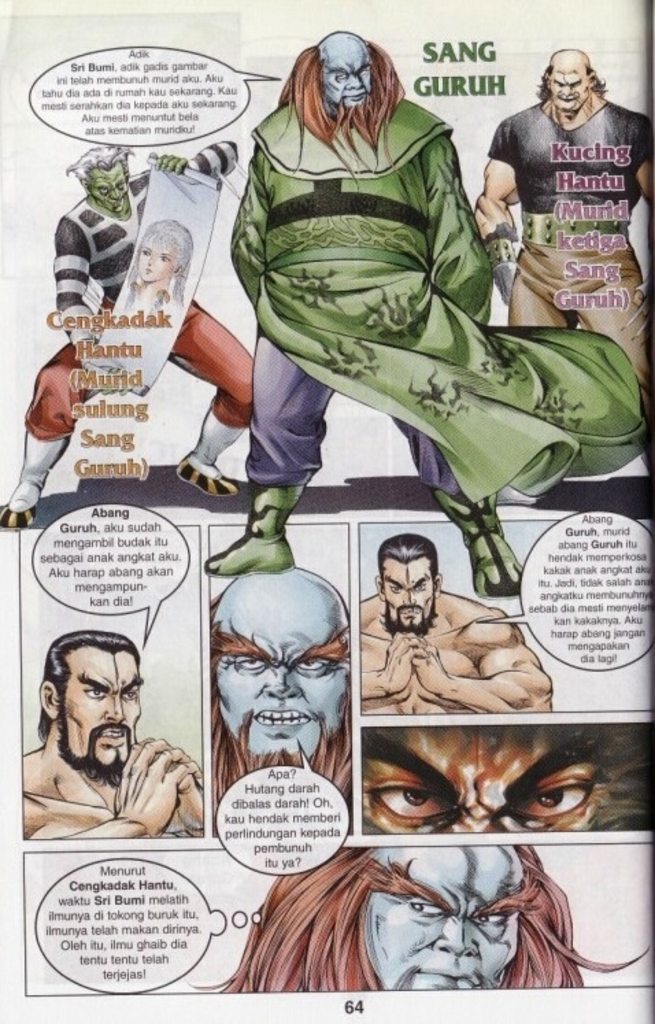 Adik
Sri Bumi, adik gadis gambar
ini telah membunuh murid aku. Aku
tahu dia ada di rumah kau sekarang. Kau
mesti serahkan dia kepada aku sekarang.
Aku mesti menuntut bela
atas kematian muridku!
SANG
GURUH
Kucing
Hantu
(Murid
ketiga
Sang
Guruh)
Cengkadak
Hantu
(Murid
sulung
Sang
Guruh)
Abang
Guruh, aku sudah
mengambil budak itu
sebagai anak angkat aku.
Aku harap abang akan
mengampun-
kan dia!
Abang
Guruh, murid
abang Guruh itu
hendak memperkosa
kakak anak angkat aku
itu. Jadi, tidak salah anak
angkatku membunuhnya
sebab dia mesti menyelamat-
kan kakaknya. Aku
harap abang jangan
mengapakan
dia lagi!
Apa?
Hutang darah
dibalas darah! Oh,
kau hendak memberi
perlindungan kepada
pembunuh
itu ya?
Menurut
Cengkadak Hantu,
waktu Sri Bumi melatih
ilmunya di tokong buruk itu,
ilmunya telah makan dirinya.
Oleh itu, ilmu ghaib dia
tentu tentu telah
terjejas!
64